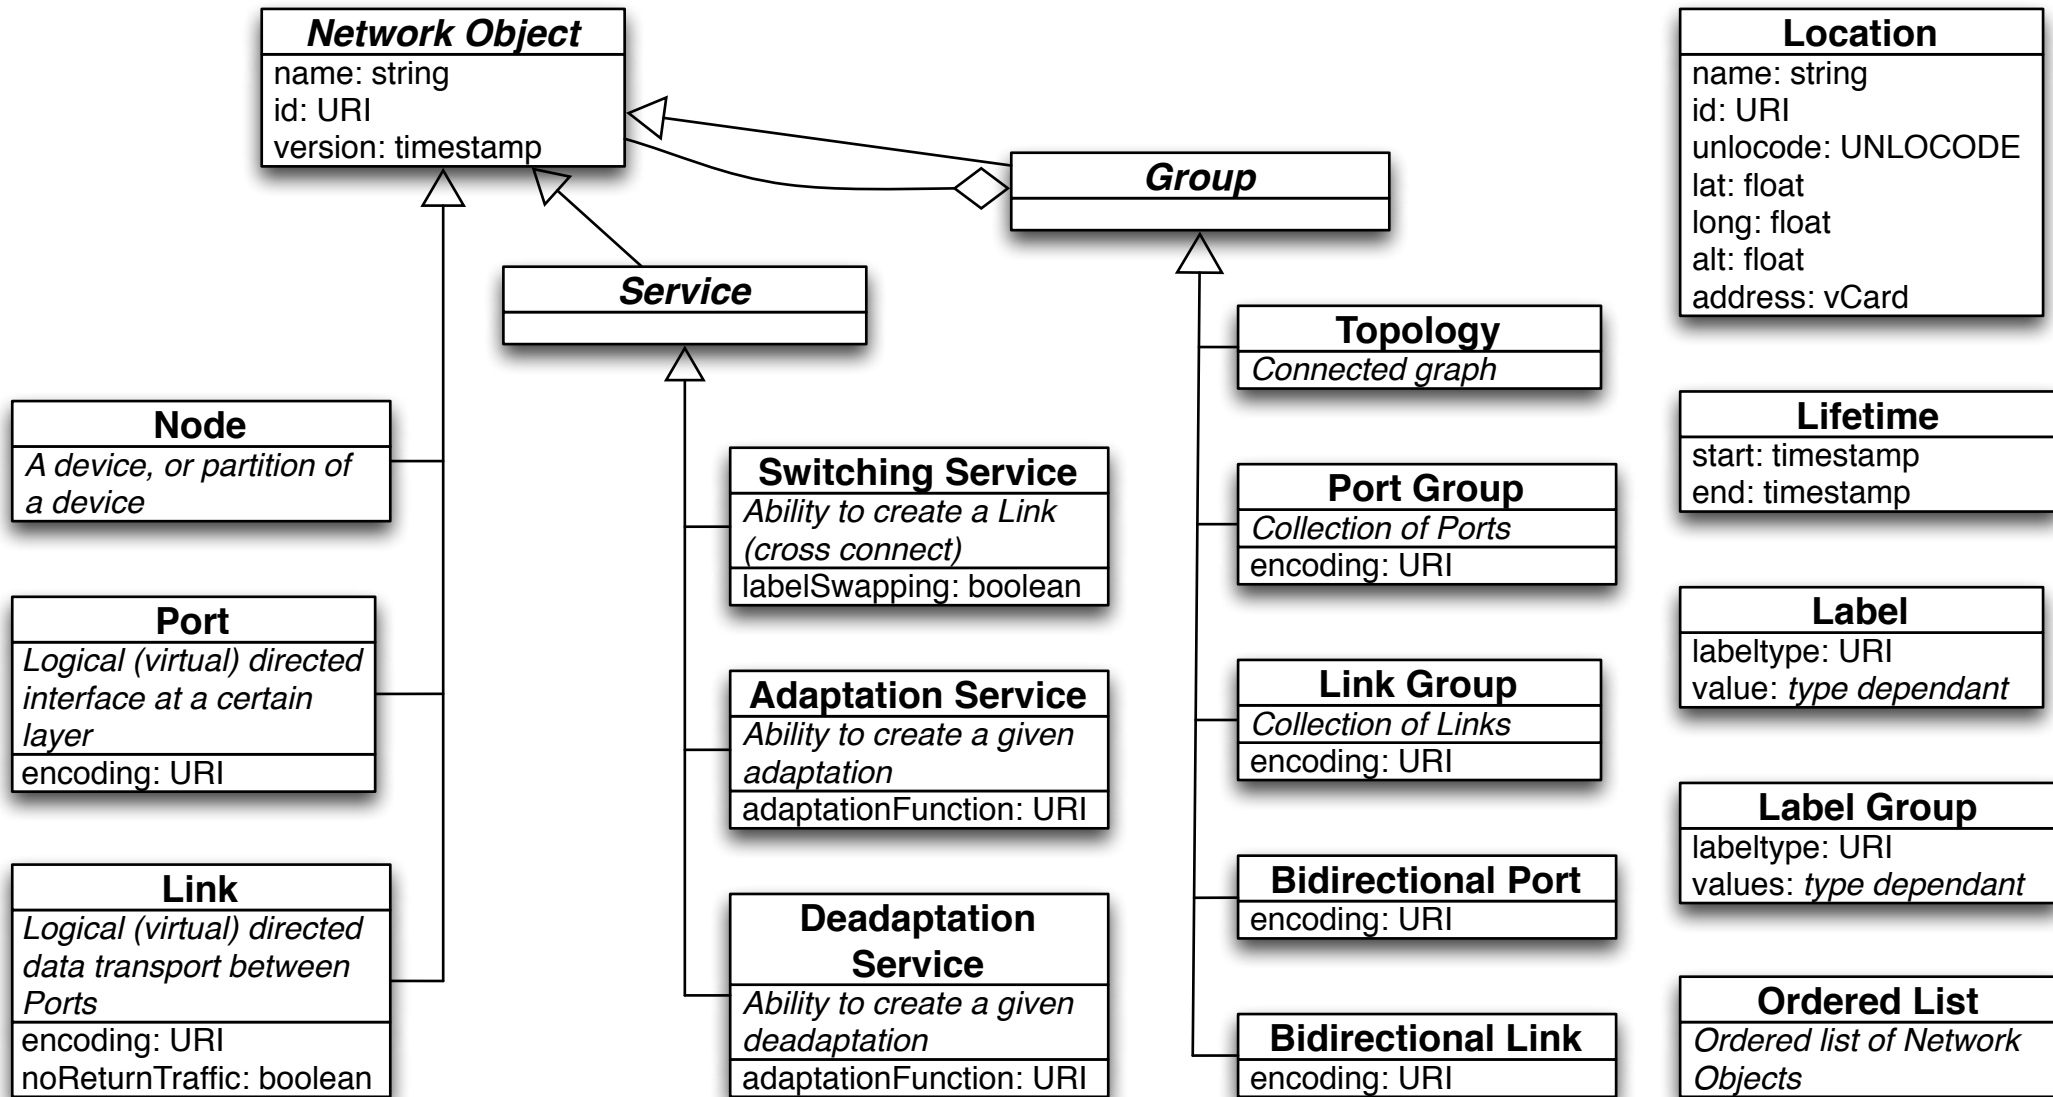 Network Object
name: string
id: URI
version: timestamp
Group
Service
Node
A device, or partition of
a device
Port
Logical (virtual) directed
interface at a certain
layer
encoding: URI
Link
Logical (virtual) directed
data transport between
Ports
encoding: URI
noReturnTraffic: boolean
Switching Service
Ability to create a Link
(cross connect)
labelSwapping: boolean
Adaptation Service
Ability to create a given
adaptation
adaptationFunction: URI
Deadaptation
Service
Ability to create a given
deadaptation
adaptationFunction: URI
Topology
Connected graph
Port Group
Collection of Ports
encoding: URI
Link Group
Collection of Links
encoding: URI
Bidirectional Port
encoding: URI
Bidirectional Link
encoding: URI
Location
name: string
id: URI
unlocode: UNLOCODE
lat: float
long: float
alt: float
address: vCard
Lifetime
start: timestamp
end: timestamp
Label
labeltype: URI
value: type dependant
Label Group
labeltype: URI
values: type dependant
Ordered List
Ordered list of Network
Objects